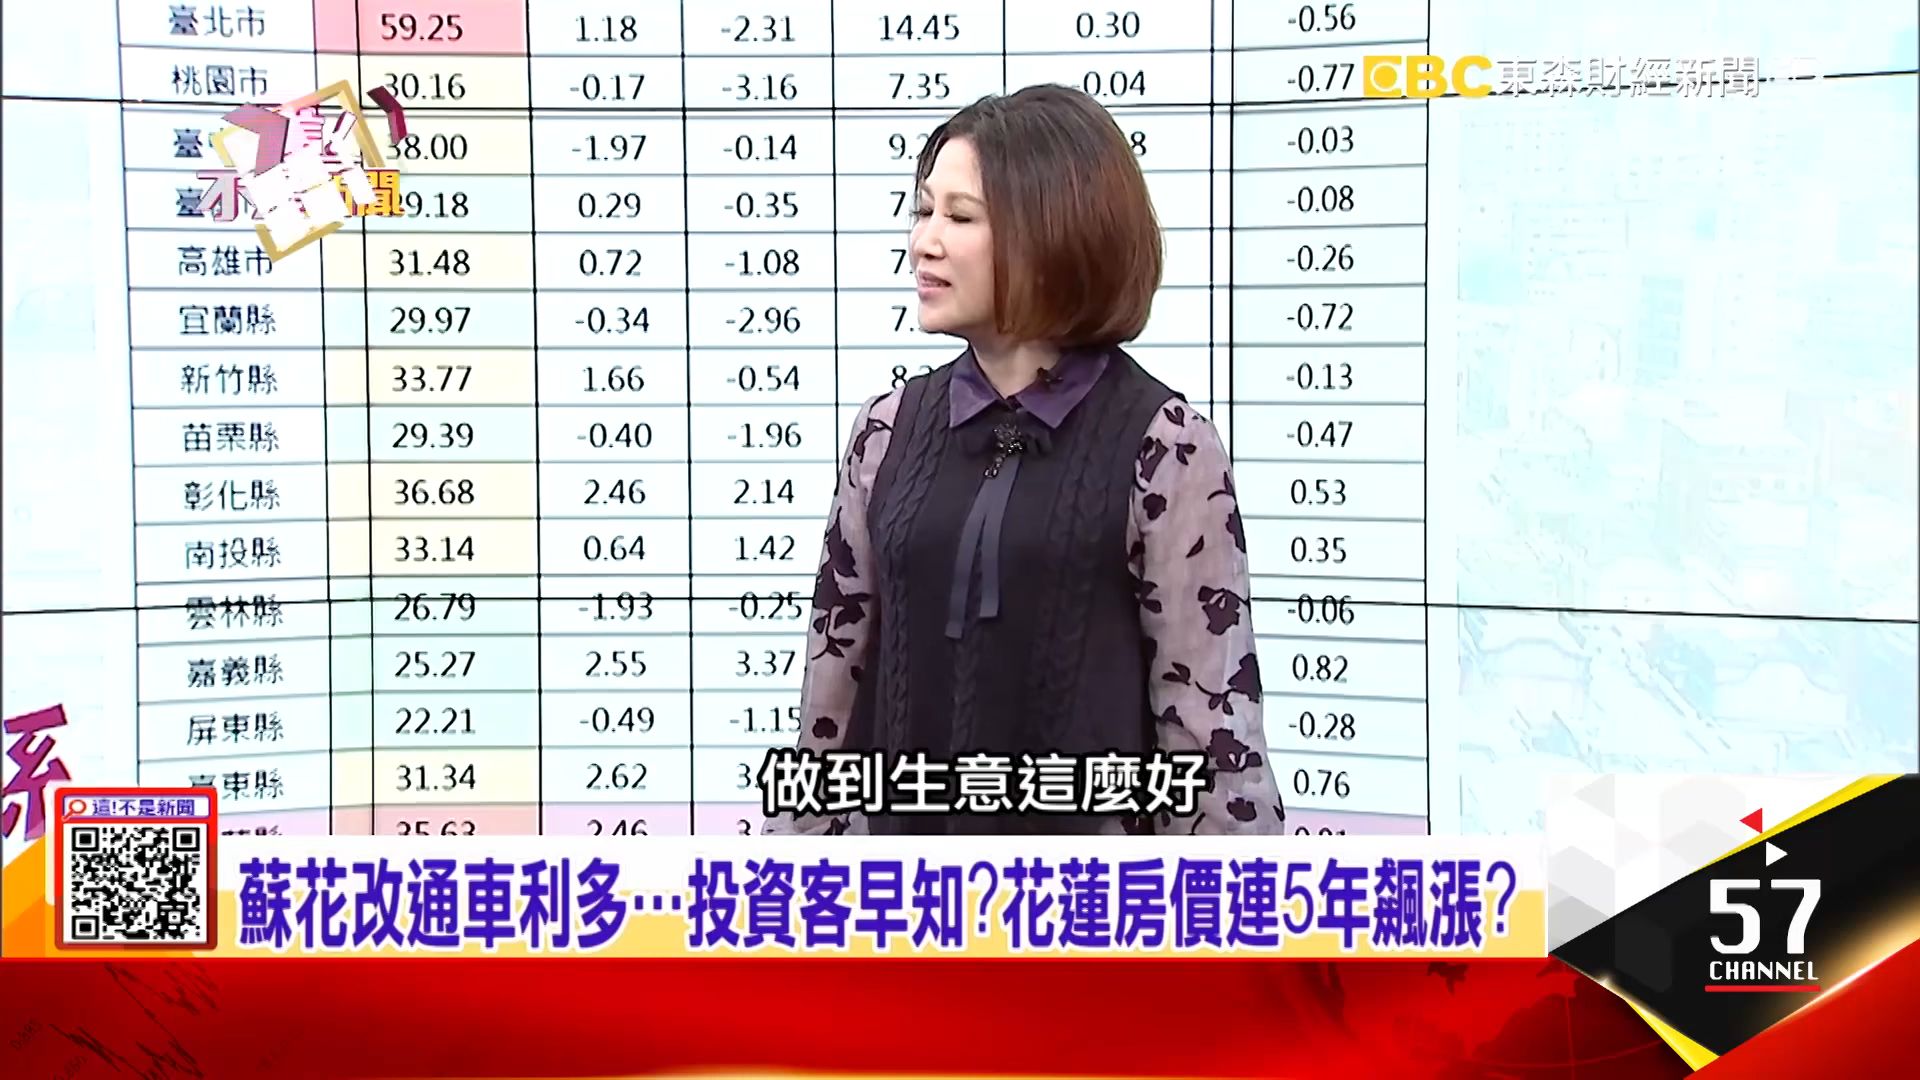 臺北市 59.25 1.18 -2.31 14.45 0.30 -0.56
桃園市 30.16 -0.17 -3.16 7.35 -0.04 -0.77
EBC 東森財經新聞
38.00 -1.97 -0.14 -0.03
29.18 0.29 -0.35 -0.08
高雄市 31.48 0.72 -1.08 -0.26
宜蘭縣 29.97 -0.34 -2.96 -0.72
新竹縣 33.77 1.66 -0.54 -0.13
苗栗縣 29.39 -0.40 -1.96 -0.47
彰化縣 36.68 2.46 2.14 0.53
南投縣 33.14 0.64 1.42 0.35
雲林縣 26.79 -1.93 -0.25 -0.06
嘉義縣 25.27 2.55 3.37 0.82
屏東縣 22.21 -0.49 -1.15 -0.28
臺東縣 31.34 2.62 0.76
35.63 2.46
系
做到生意這麼好
這!不是新聞
蘇花改通車利多…投資客早知?花蓮房價連5年飆漲?
57
CHANNEL